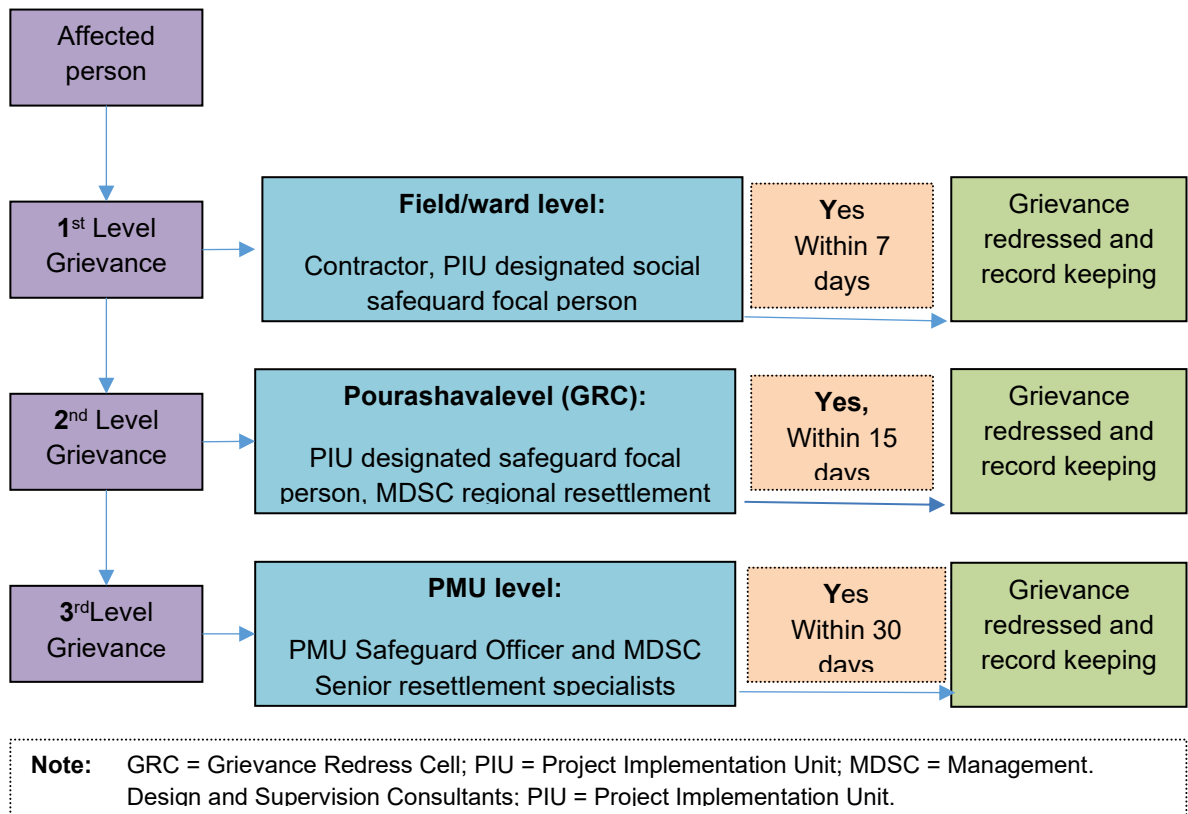 Affected
person
1st Level
Grievance
Field/ward level:
Contractor, PIU designated social
safeguard focal person
Yes
Within 7
days
Grievance
redressed and
record keeping
2nd Level
Grievance
Pourashavalevel (GRC):
PIU designated safeguard focal
person, MDSC regional resettlement
Yes,
Within 15
days
Grievance
redressed and
record keeping
3rdLevel
Grievance
PMU level:
PMU Safeguard Officer and MDSC
Senior resettlement specialists
Yes
Within 30
days
Grievance
redressed and
record keeping
Note: GRC = Grievance Redress Cell; PIU = Project Implementation Unit; MDSC = Management.
Design and Supervision Consultants; PIU = Project Implementation Unit.